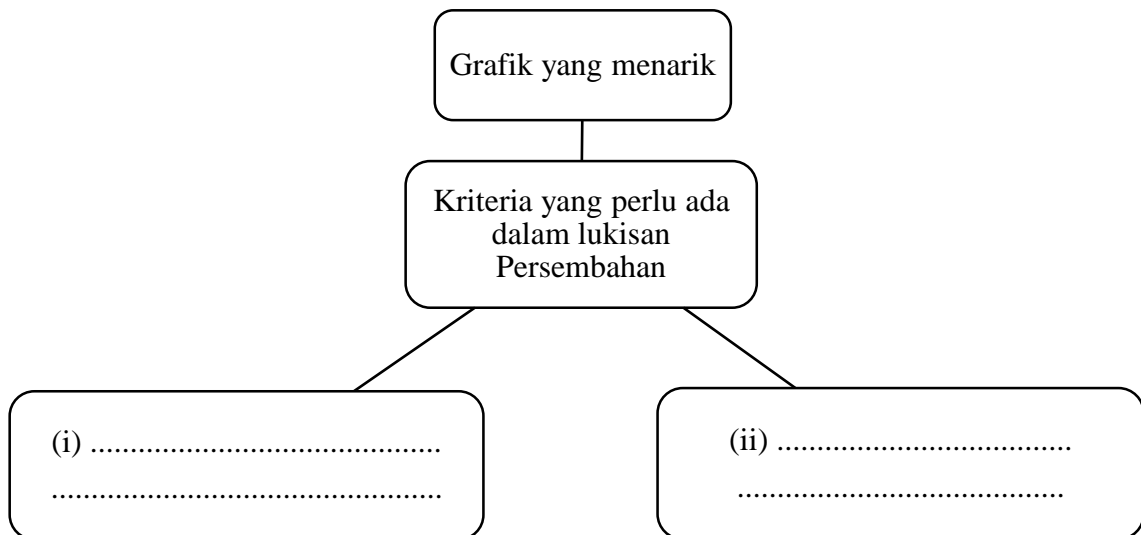 Grafik yang menarik
Kriteria yang perlu ada
dalam lukisan
Persembahan
(i) ............................................
.................................................
(ii) .....................................
.........................................